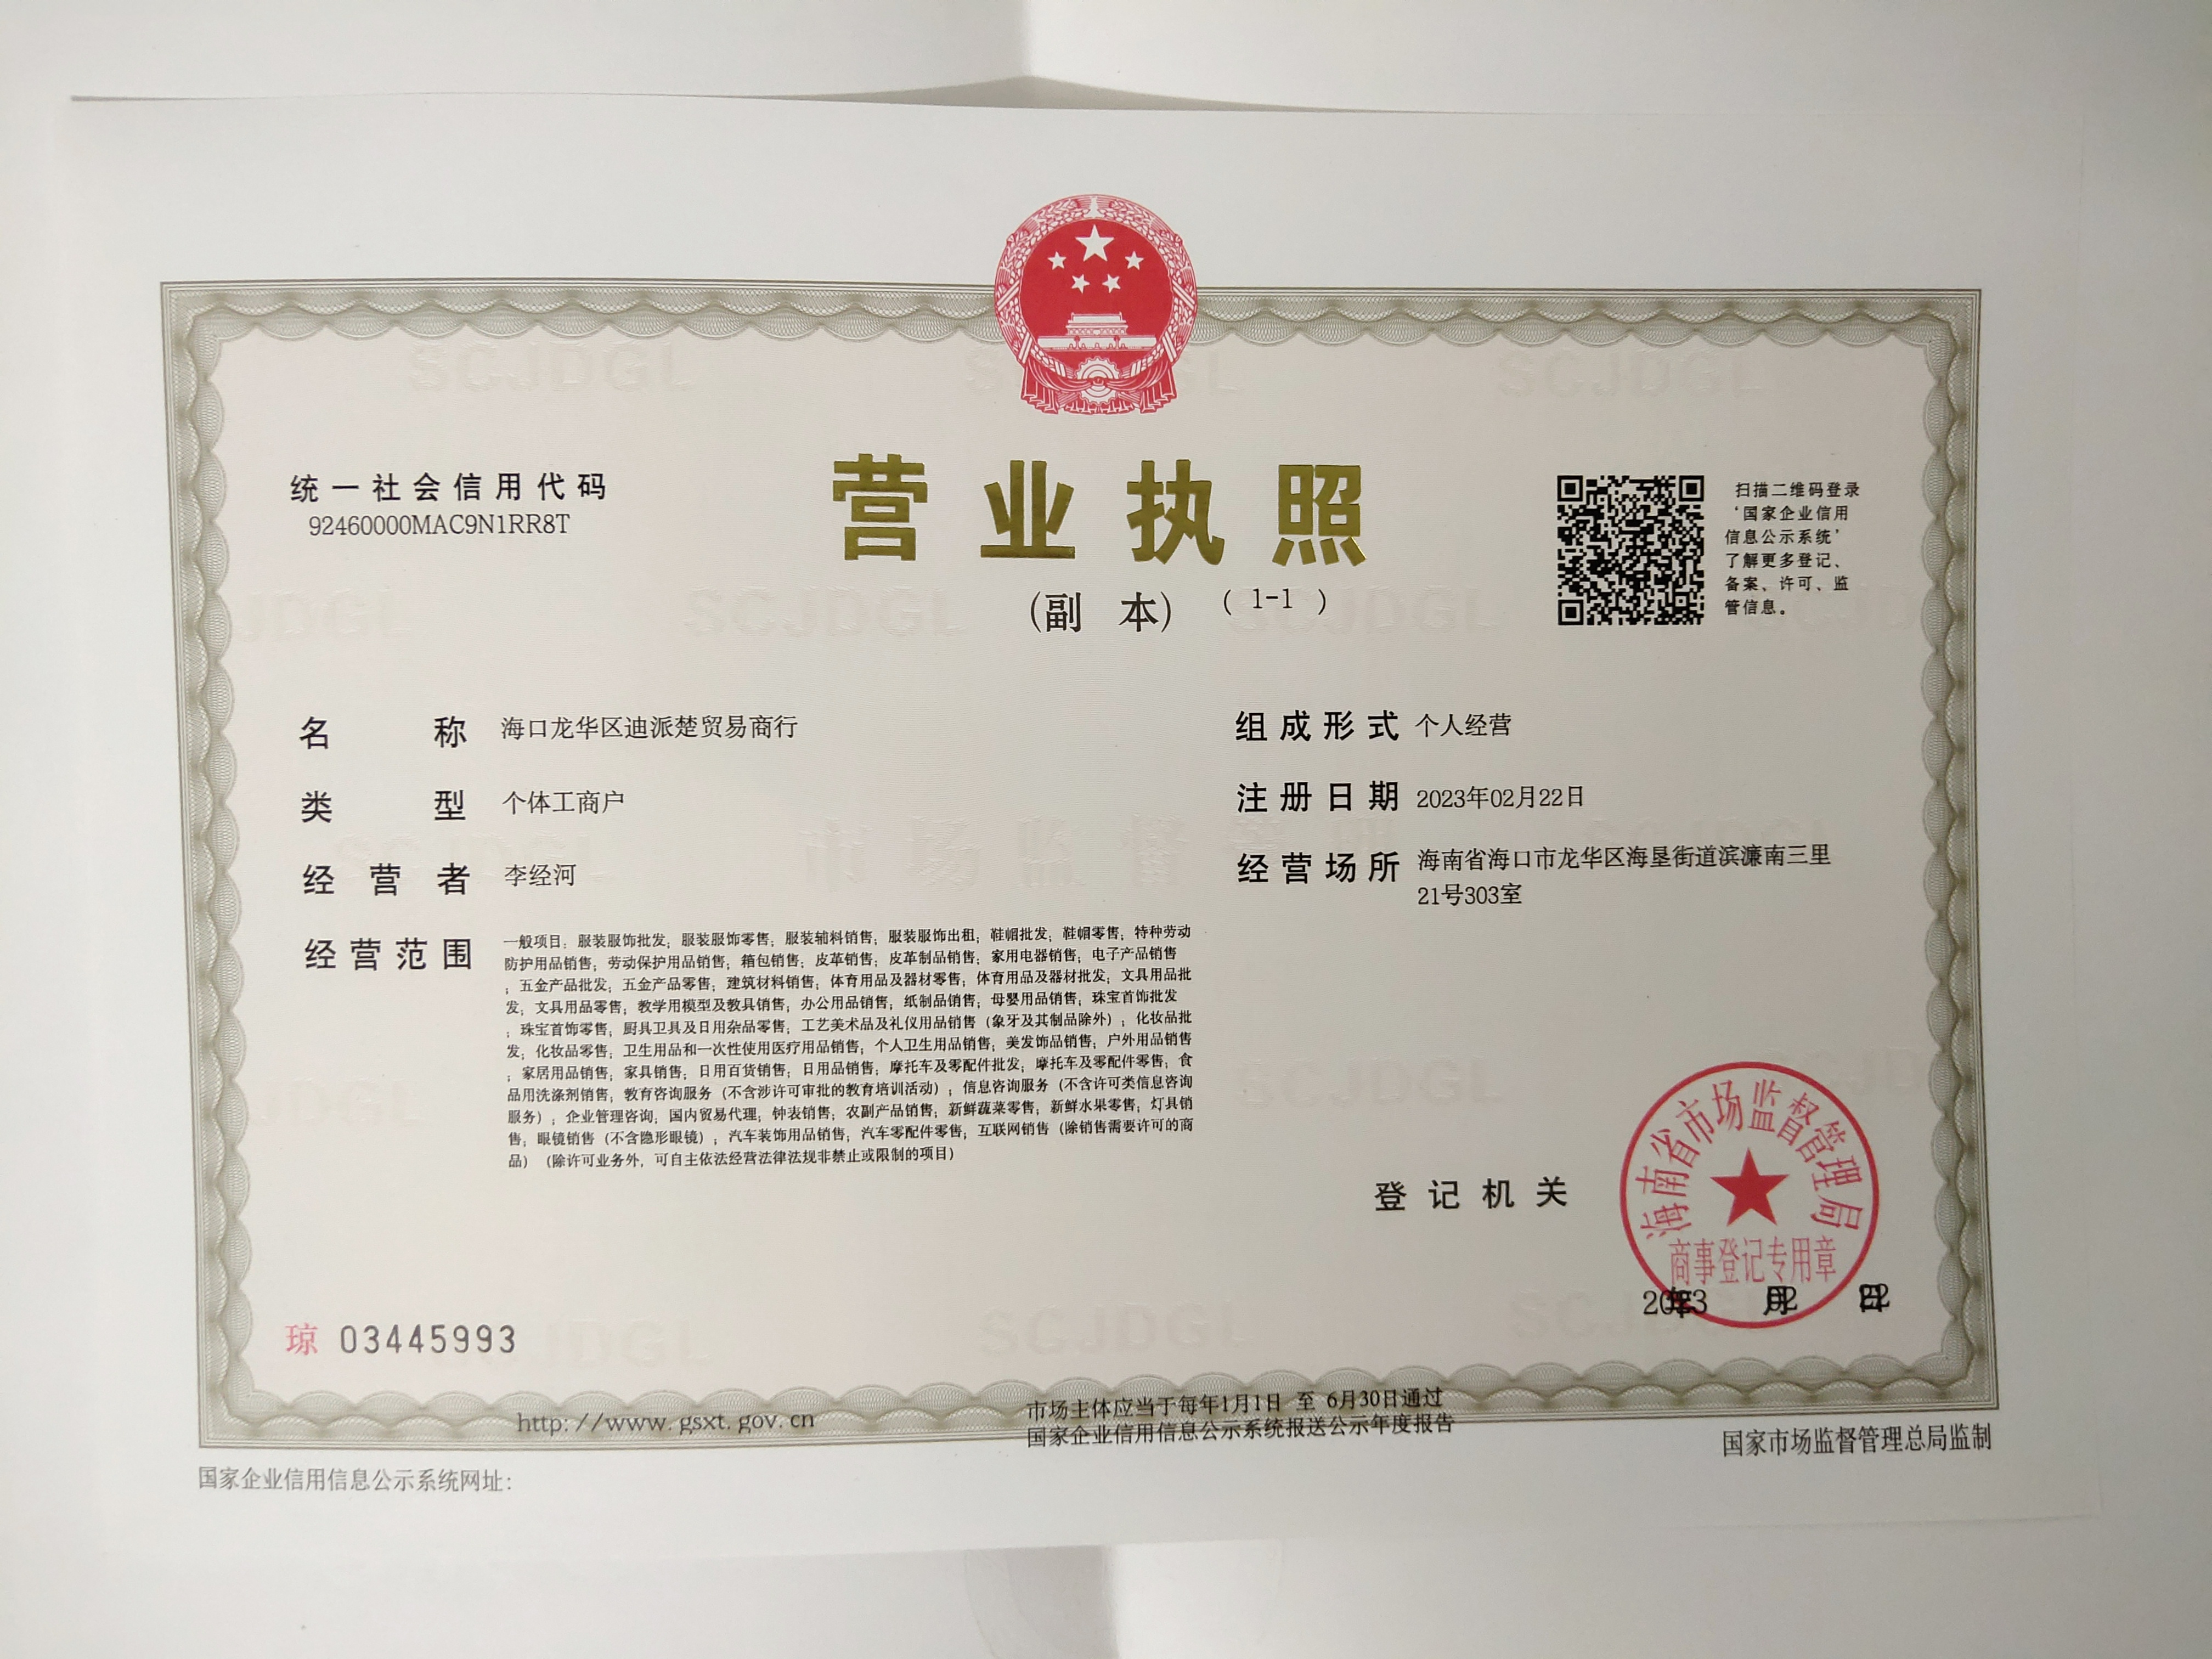 统一社会信用代码
92460000MAC9N1RR8T
营业执照
(副 本) ( 1-1 )
扫描二维码登录
‘国家企业信用
信息公示系统’
了解更多登记、
备案、许可、监
管信息。
名 称 海口龙华区迪派楚贸易商行
类 型 个体工商户
经 营 者 李经河
经 营 范 围 一般项目：服装服饰批发；服装服饰零售；服装辅料销售；服装服饰出租；鞋帽批发；鞋帽零售；特种劳动
防护用品销售；劳动保护用品销售；箱包销售；皮革销售；皮革制品销售；家用电器销售；电子产品销售
；五金产品批发；五金产品零售；建筑材料销售；体育用品及器材零售；体育用品及器材批发；文具用品批
发；文具用品零售；教学用模型及教具销售；办公用品销售；纸制品销售；母婴用品销售；珠宝首饰批发
；珠宝首饰零售；厨具卫具及日用杂品零售；工艺美术品及礼仪用品销售（象牙及其制品除外）；化妆品批
发；化妆品零售；卫生用品和一次性使用医疗用品销售；个人卫生用品销售；美发饰品销售；户外用品销售
；家居用品销售；家具销售；日用百货销售；日用品销售；摩托车及零配件批发；摩托车及零配件零售；食
品用洗涤剂销售；教育咨询服务（不含涉许可审批的教育培训活动）；信息咨询服务（不含许可类信息咨询
服务）；企业管理咨询；国内贸易代理；钟表销售；农副产品销售；新鲜蔬菜零售；新鲜水果零售；灯具销
售；眼镜销售（不含隐形眼镜）；汽车装饰用品销售；汽车零配件零售；互联网销售（除销售需要许可的商
品）（除许可业务外，可自主依法经营法律法规非禁止或限制的项目）
组 成 形 式 个人经营
注 册 日 期 2023年02月22日
经 营 场 所 海南省海口市龙华区海垦街道滨濂南三里
21号303室
登 记 机 关
海南省市场监督管理局
商事登记专用章
2023年 02月 22日
琼 03445993
http://www.gsxt.gov.cn
市场主体应当于每年1月1日 至 6月30日通过
国家企业信用信息公示系统报送公示年度报告
国家企业信用信息公示系统网址：
国家市场监督管理总局监制
SCJDGL